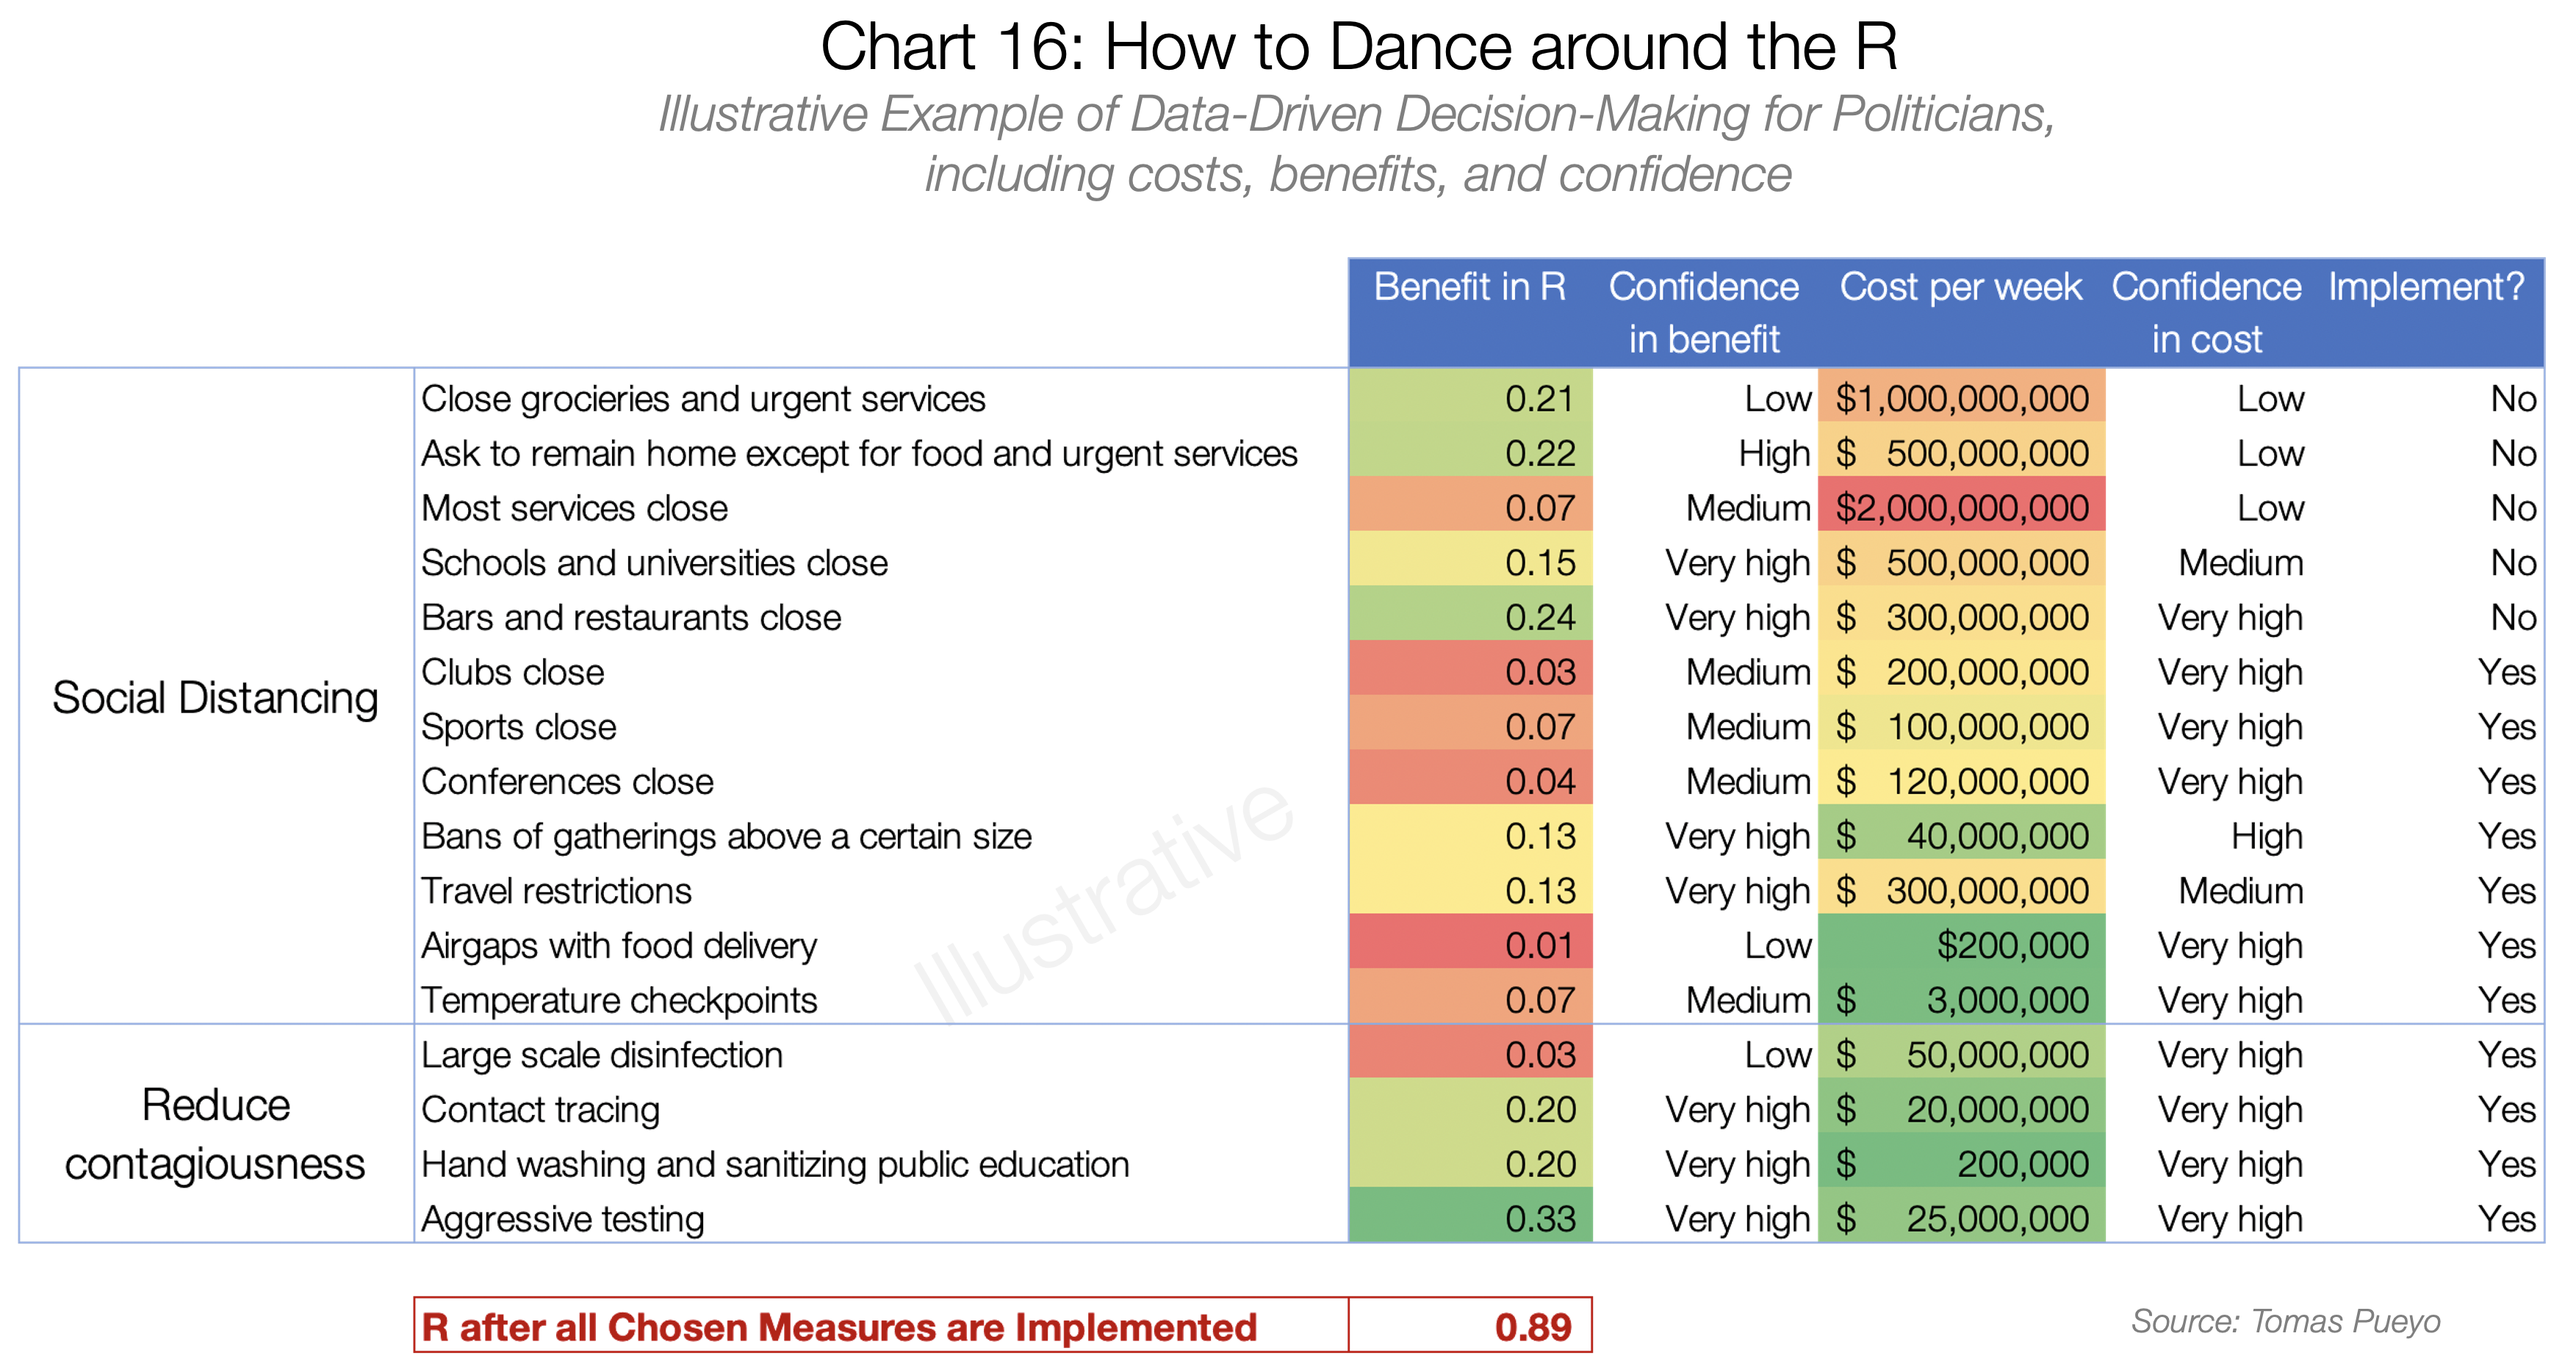 Chart 16: How to Dance around the R
Illustrative Example of Data-Driven Decision-Making for Politicians,
including costs, benefits, and confidence
Benefit in R Confidence in benefit Cost per week Confidence in cost Implement?
Social Distancing
Close grocieries and urgent services 0.21 Low $1,000,000,000 Low No
Ask to remain home except for food and urgent services 0.22 High $ 500,000,000 Low No
Most services close 0.07 Medium $2,000,000,000 Low No
Schools and universities close 0.15 Very high $ 500,000,000 Medium No
Bars and restaurants close 0.24 Very high $ 300,000,000 Very high No
Clubs close 0.03 Medium $ 200,000,000 Very high Yes
Sports close 0.07 Medium $ 100,000,000 Very high Yes
Conferences close 0.04 Medium $ 120,000,000 Very high Yes
Bans of gatherings above a certain size 0.13 Very high $ 40,000,000 High Yes
Travel restrictions 0.13 Very high $ 300,000,000 Medium Yes
Airgaps with food delivery 0.01 Low $200,000 Very high Yes
Temperature checkpoints 0.07 Medium $ 3,000,000 Very high Yes
Illustrative
Reduce
contagiousness
Large scale disinfection 0.03 Low $ 50,000,000 Very high Yes
Contact tracing 0.20 Very high $ 20,000,000 Very high Yes
Hand washing and sanitizing public education 0.20 Very high $ 200,000 Very high Yes
Aggressive testing 0.33 Very high $ 25,000,000 Very high Yes
R after all Chosen Measures are Implemented 0.89
Source: Tomas Pueyo